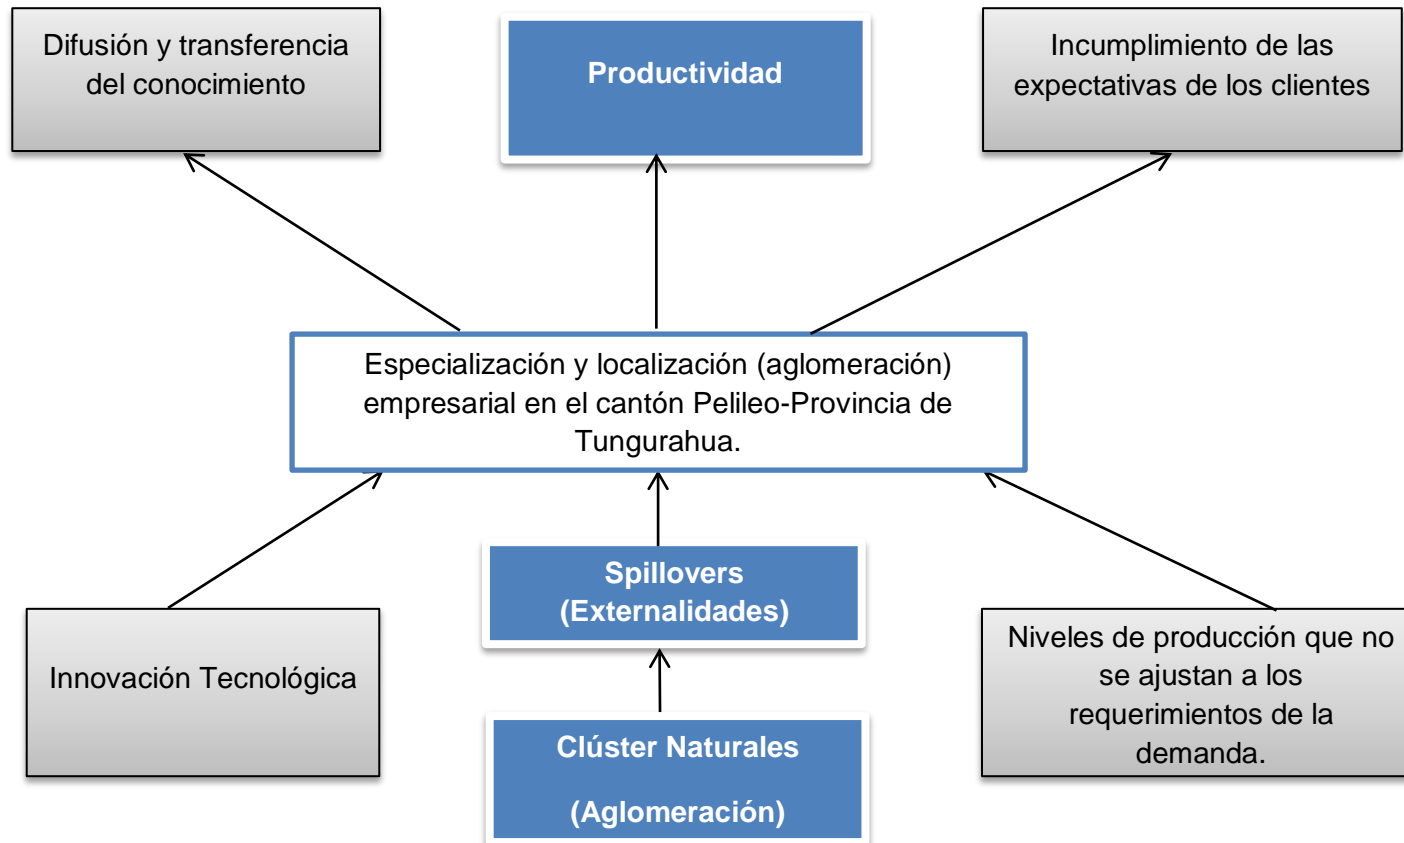 Difusión y transferencia
del conocimiento
Productividad
Incumplimiento de las
expectativas de los clientes
Especialización y localización (aglomeración)
empresarial en el cantón Pelileo-Provincia de
Tungurahua.
Spillovers
(Externalidades)
Innovación Tecnológica
Niveles de producción que no
se ajustan a los
requerimientos de la
demanda.
Clúster Naturales
(Aglomeración)